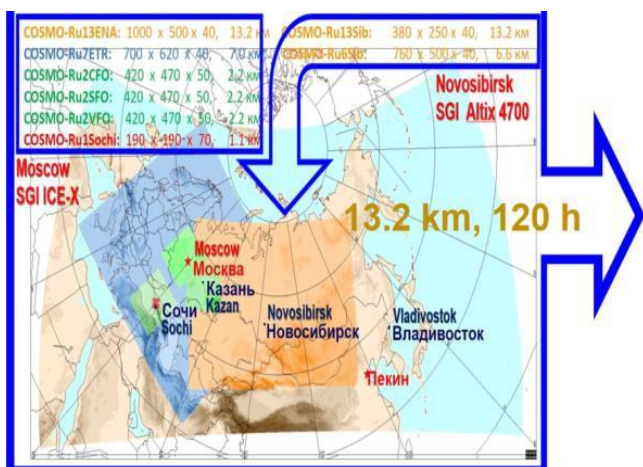 COSMO-Ru13ENA: 1000 x 500 x 40, 13.2 км
COSMO-Ru7ETR: 700 x 620 x 40, 7.0 км
COSMO-Ru2CFO: 420 x 470 x 50, 2.2 км
COSMO-Ru2SFO: 420 x 470 x 50, 2.2 км
COSMO-Ru2VFO: 420 x 470 x 50, 2.2 км
COSMO-Ru1Sochi: 190 x 190 x 70, 1.1 км
COSMO-Ru13Sib: 380 x 250 x 40, 13.2 км
COSMO-Ru6Sib: 760 x 500 x 40, 6.6 км
Novosibirsk
SGI Altix 4700
Moscow
SGI ICE-X
13.2 km, 120 h
Moscow
Москва
Казань
Kazan
Сочи
Sochi
Novosibirsk
Новосибирск
Vladivostok
Владивосток
Пекин